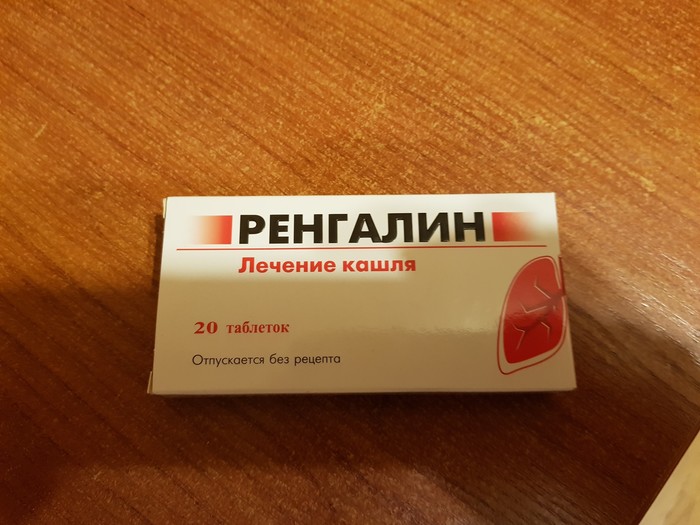 РЕНГАЛИН
Лечение кашля
20 таблеток
Отпускается без рецепта